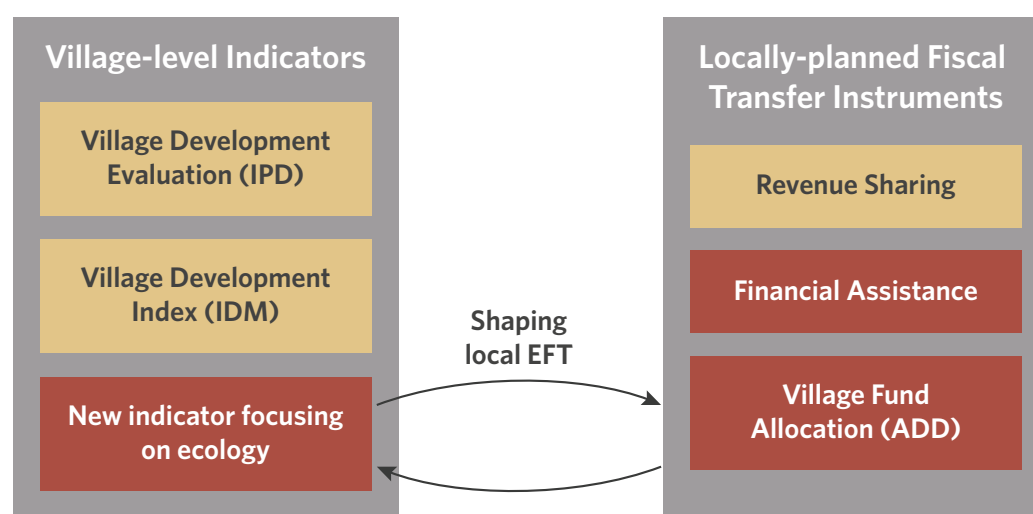 Village-level Indicators
Village Development
Evaluation (IPD)
Village Development
Index (IDM)
New indicator focusing
on ecology
Shaping
local EFT
Locally-planned Fiscal
Transfer Instruments
Revenue Sharing
Financial Assistance
Village Fund
Allocation (ADD)